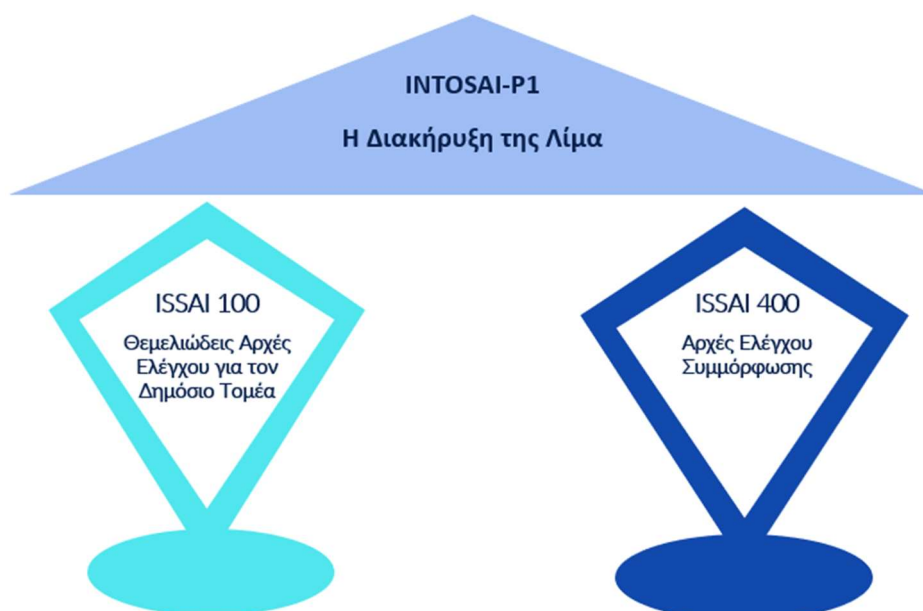 INTOSAI-P1
Η Διακήρυξη της Λίμα
ISSAI 100
Θεμελιώδεις Αρχές
Ελέγχου για τον
Δημόσιο Τομέα
ISSAI 400
Αρχές Ελέγχου
Συμμόρφωσης